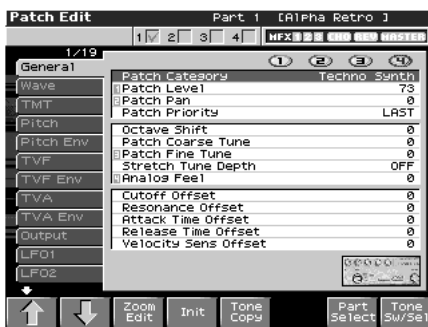 Patch Edit Part 1 [Alpha Retro ]
1 2 3 4 MFX 1 2 3 CHO REV MASTER
1/19
General 1 2 3 4
Patch Category Techno Synth
Wave
1 Patch Level 73
2 Patch Pan 0
TMT
Patch Priority LAST
Pitch
Octave Shift 0
Pitch Env
Patch Coarse Tune 0
3 Patch Fine Tune 0
TVF
Stretch Tune Depth OFF
TVF Env
4 Analog Feel 0
TVA
Cutoff Offset 0
Resonance Offset 0
TVA Env
Attack Time Offset 0
Output
Release Time Offset 0
Velocity Sens Offset 0
LFO1
LFO2
Zoom Edit
Init
Tone Copy
Part Select
Tone Sw/Sel